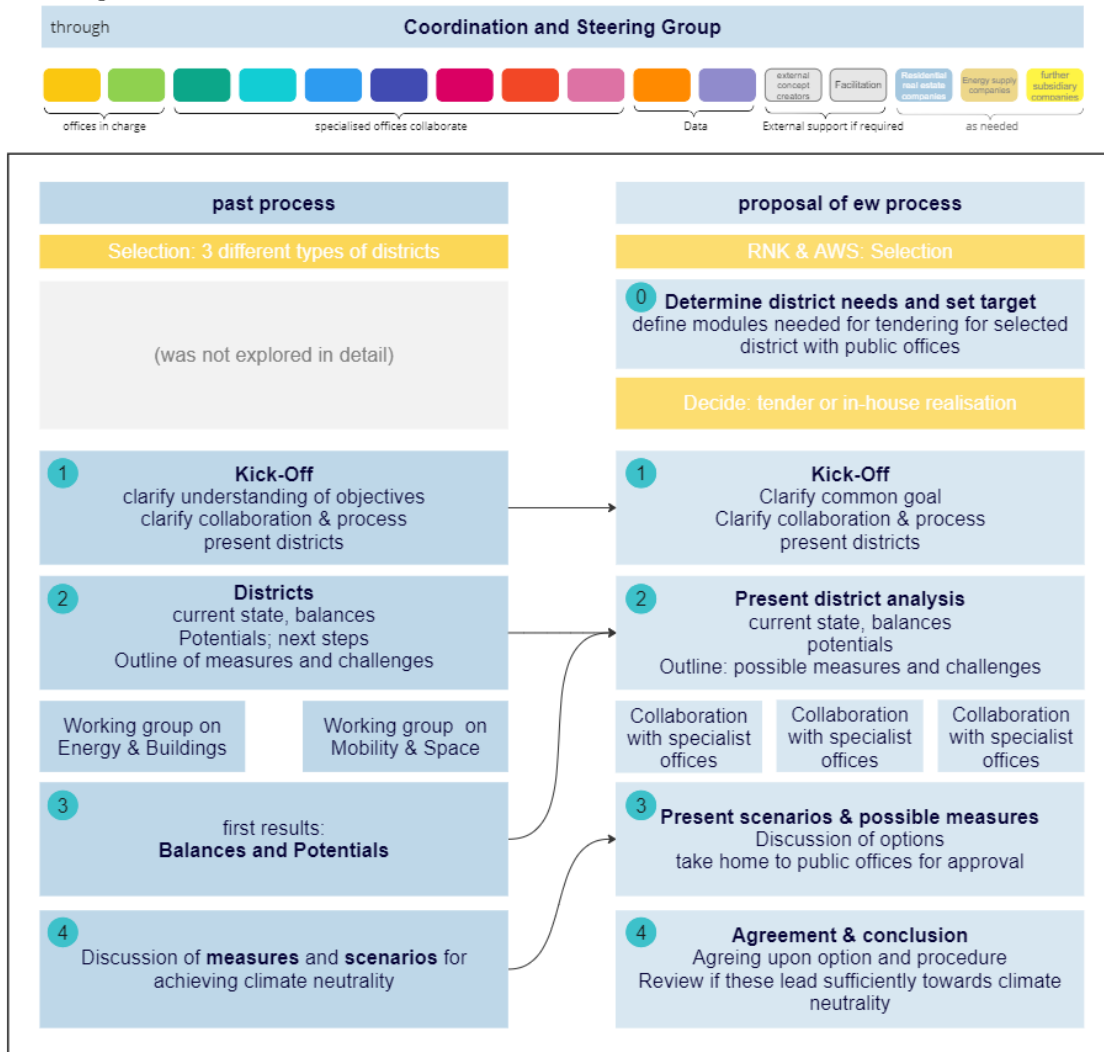 through
Coordination and Steering Group
external
concept
creators
Facilitation
Residential
real estate
companies
Energy supply
companies
further
subsidiary
companies
offices in charge
specialised offices collaborate
Data
External support if required
as needed
past process
proposal of ew process
Selection: 3 different types of districts
RNK & AWS: Selection
(was not explored in detail)
0
Determine district needs and set target
define modules needed for tendering for selected
district with public offices
Decide: tender or in-house realisation
1
Kick-Off
clarify understanding of objectives
clarify collaboration & process
present districts
1
Kick-Off
Clarify common goal
Clarify collaboration & process
present districts
2
Districts
current state, balances
Potentials; next steps
Outline of measures and challenges
2
Present district analysis
current state, balances
potentials
Outline: possible measures and challenges
Working group on
Energy & Buildings
Working group on
Mobility & Space
Collaboration
with specialist
offices
Collaboration
with specialist
offices
Collaboration
with specialist
offices
3
first results:
Balances and Potentials
3
Present scenarios & possible measures
Discussion of options
take home to public offices for approval
4
Discussion of measures and scenarios for
achieving climate neutrality
4
Agreement & conclusion
Agreing upon option and procedure
Review if these lead sufficiently towards climate
neutrality